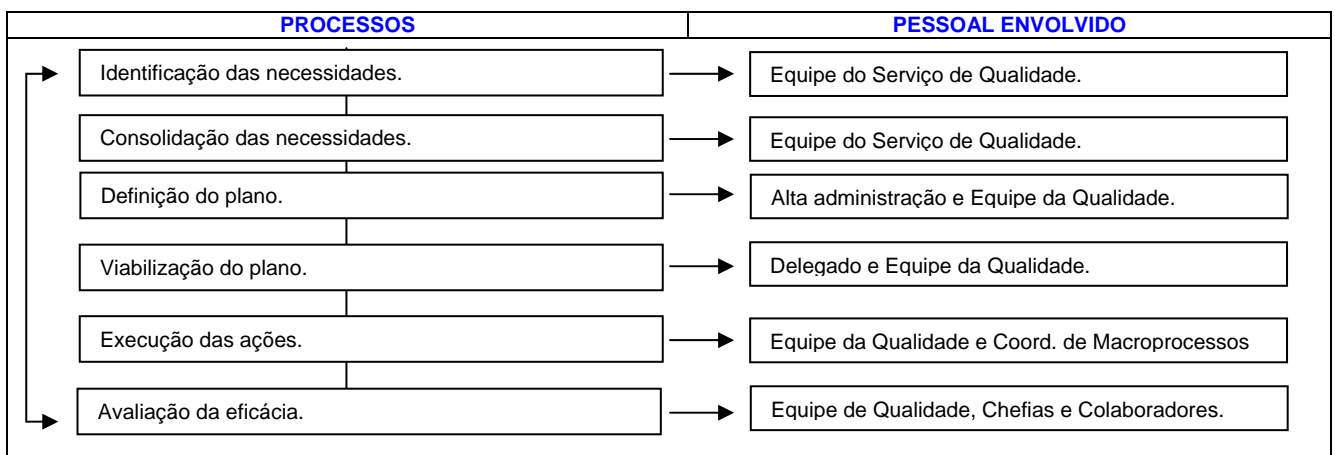 PROCESSOS PESSOAL ENVOLVIDO
Identificação das necessidades. Equipe do Serviço de Qualidade.
Consolidação das necessidades. Equipe do Serviço de Qualidade.
Definição do plano. Alta administração e Equipe da Qualidade.
Viabilização do plano. Delegado e Equipe da Qualidade.
Execução das ações. Equipe da Qualidade e Coord. de Macroprocessos
Avaliação da eficácia. Equipe de Qualidade, Chefias e Colaboradores.